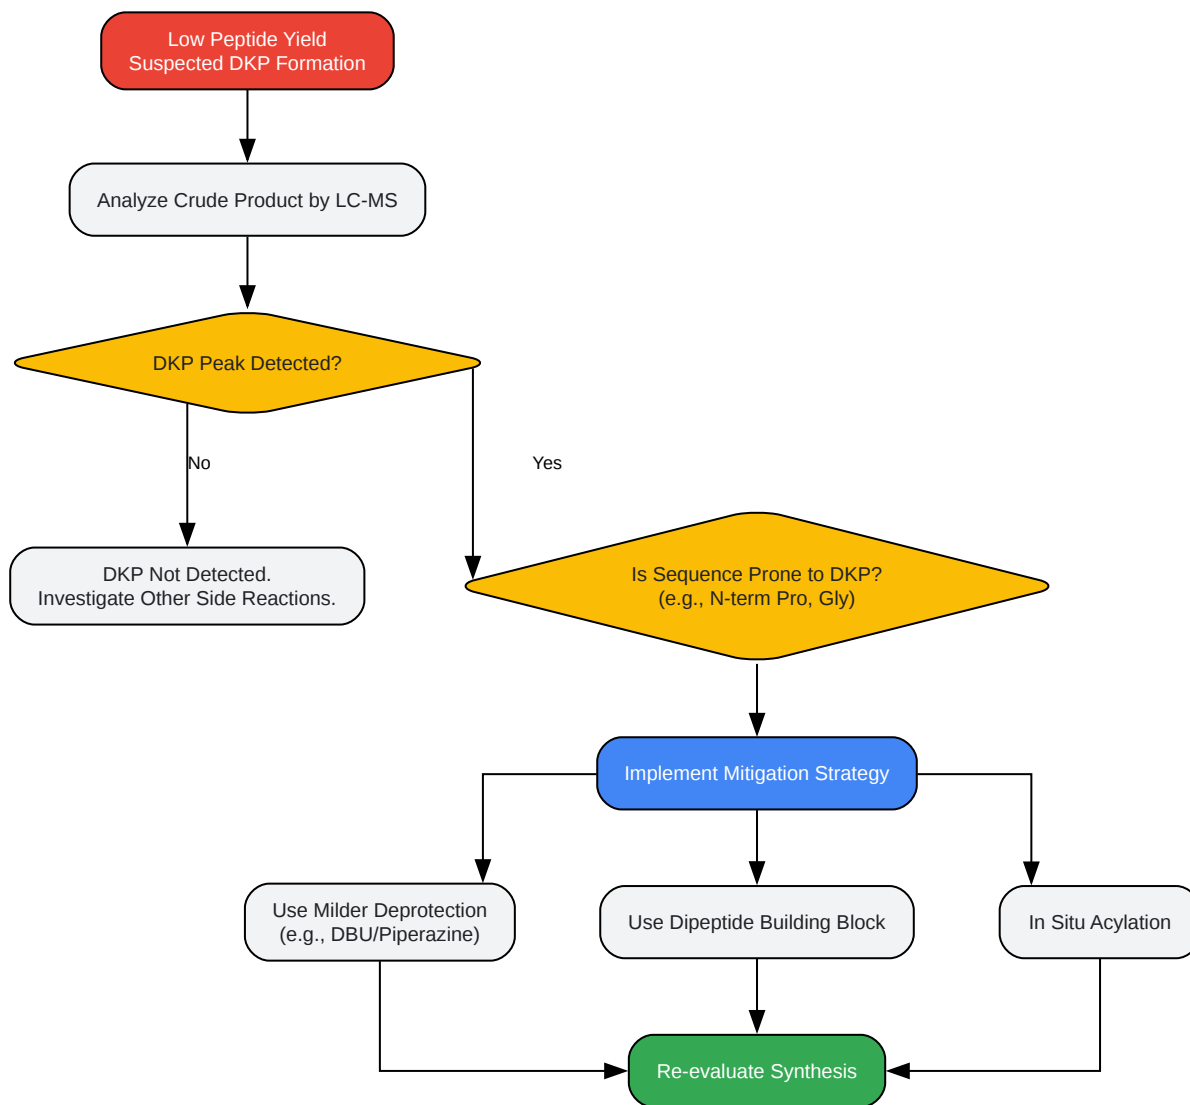 Low Peptide Yield
Suspected DKP Formation
Analyze Crude Product by LC-MS
DKP Peak Detected?
No
Yes
DKP Not Detected.
Investigate Other Side Reactions.
Is Sequence Prone to DKP?
(e.g., N-term Pro, Gly)
Implement Mitigation Strategy
Use Milder Deprotection
(e.g., DBU/Piperazine)
Use Dipeptide Building Block
In Situ Acylation
Re-evaluate Synthesis